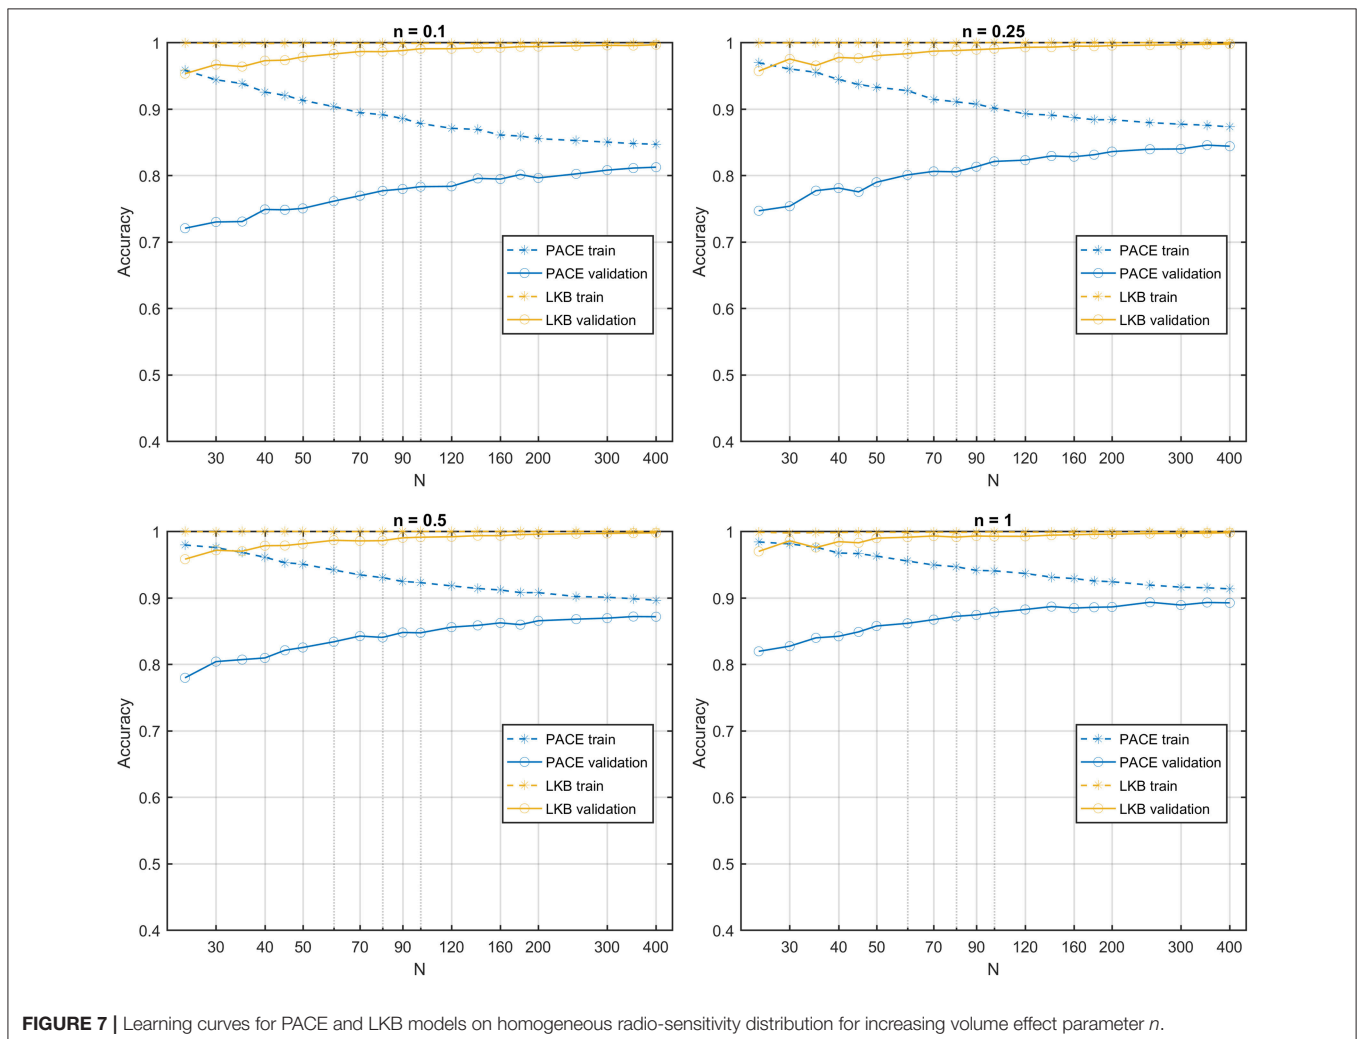 n = 0.1
1
0.9
0.8
0.7
0.6
0.5
0.4
Accuracy
PACE train
PACE validation
LKB train
LKB validation
30 40 50 70 90 120 160 200 300 400
N
n = 0.25
1
0.9
0.8
0.7
0.6
0.5
0.4
Accuracy
PACE train
PACE validation
LKB train
LKB validation
30 40 50 70 90 120 160 200 300 400
N
n = 0.5
1
0.9
0.8
0.7
0.6
0.5
0.4
Accuracy
PACE train
PACE validation
LKB train
LKB validation
30 40 50 70 90 120 160 200 300 400
N
n = 1
1
0.9
0.8
0.7
0.6
0.5
0.4
Accuracy
PACE train
PACE validation
LKB train
LKB validation
30 40 50 70 90 120 160 200 300 400
N
FIGURE 7 | Learning curves for PACE and LKB models on homogeneous radio-sensitivity distribution for increasing volume effect parameter n.